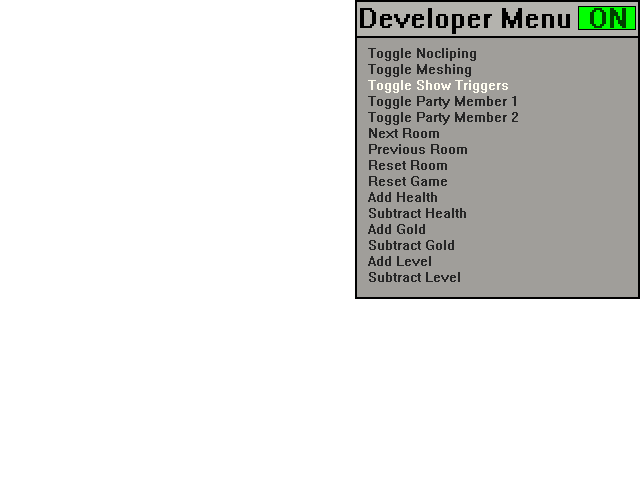 Developer Menu ON
Toggle Nocliping
Toggle Meshing
Toggle Show Triggers
Toggle Party Member 1
Toggle Party Member 2
Next Room
Previous Room
Reset Room
Reset Game
Add Health
Subtract Health
Add Gold
Subtract Gold
Add Level
Subtract Level